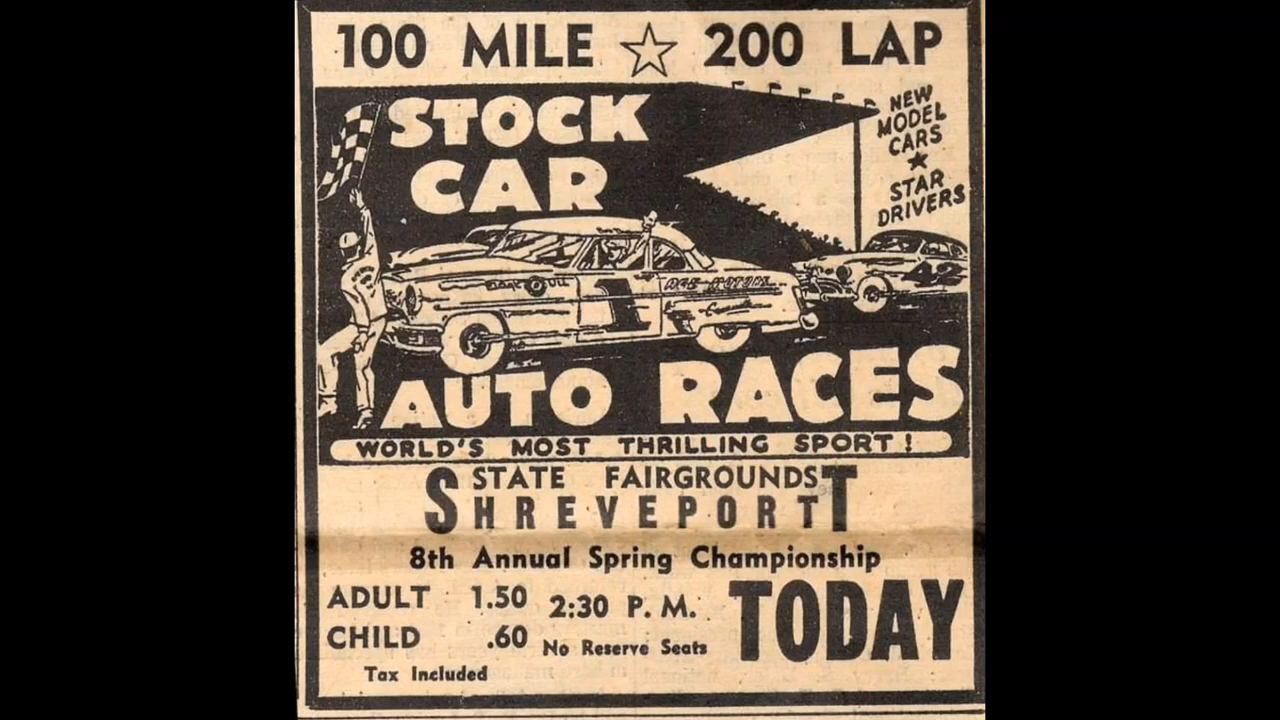 100 MILE ☆ 200 LAP
STOCK
CAR
NEW
MODEL
CARS
★
STAR
DRIVERS
1
42
AUTO RACES
WORLD'S MOST THRILLING SPORT!
STATE FAIRGROUNDS
SHREVEPORT
8th Annual Spring Championship
ADULT 1.50
CHILD .60
Tax Included
2:30 P. M.
No Reserve Seats
TODAY